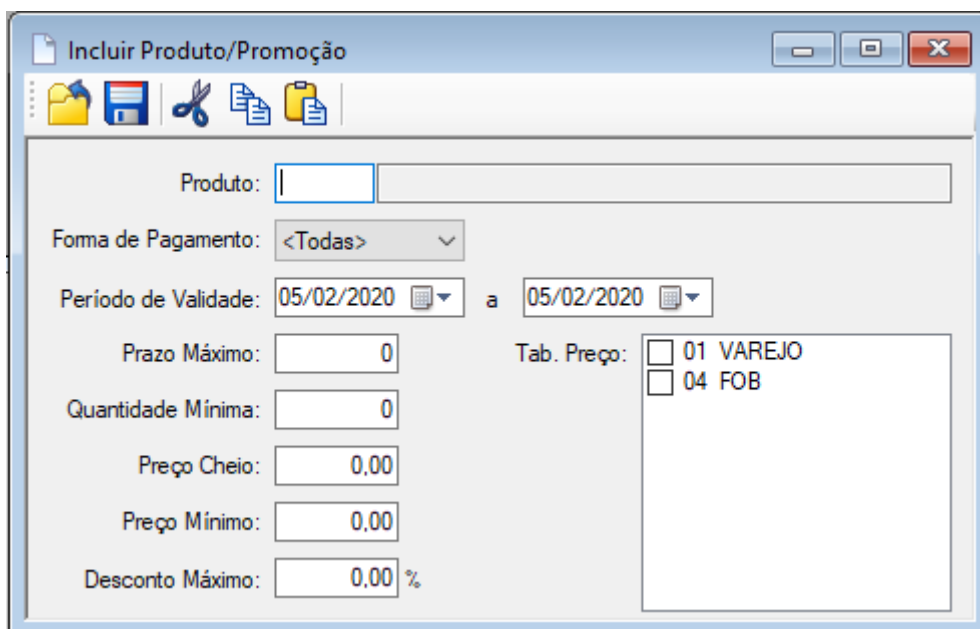 Incluir Produto/Promoção
Produto:
Forma de Pagamento: <Todas>
Período de Validade: 05/02/2020 a 05/02/2020
Prazo Máximo: 0 Tab. Preço: 01 VAREJO
04 FOB
Quantidade Mínima: 0
Preço Cheio: 0,00
Preço Mínimo: 0,00
Desconto Máximo: 0,00 %